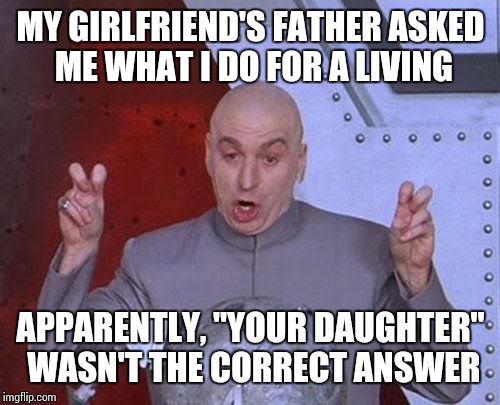 MY GIRLFRIEND'S FATHER ASKED
ME WHAT I DO FOR A LIVING
APPARENTLY, "YOUR DAUGHTER"
WASN'T THE CORRECT ANSWER
imgflip.com